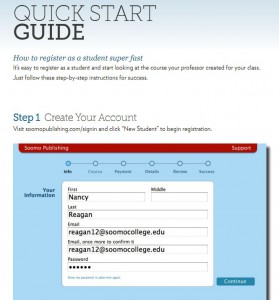 QUICK START
GUIDE
How to register as a student super fast
It's easy to register as a student and start looking at the course your professor created for your class.
Just follow these step-by-step instructions for success.
Step 1 Create Your Account
Visit soomopublishing.com/signin and click "New Student" to begin registration.
Soomo Publishing Support
Info Course Payment Details Review Success
Your
Information
First Middle
Nancy
Last
Reagan
Email
reagan12@soomocollege.edu
Email, once more to confirm it
reagan12@soomocollege.edu
Password
••••••
Continue